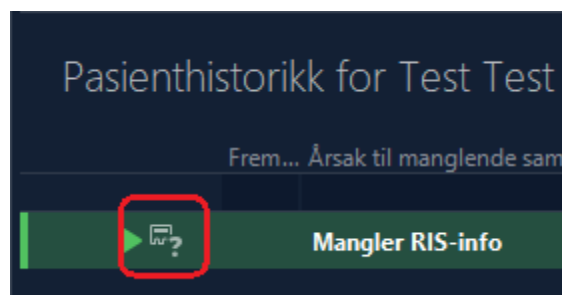 Pasienthistorikk for Test Test
Frem... Årsak til manglende sam
Mangler RIS-info